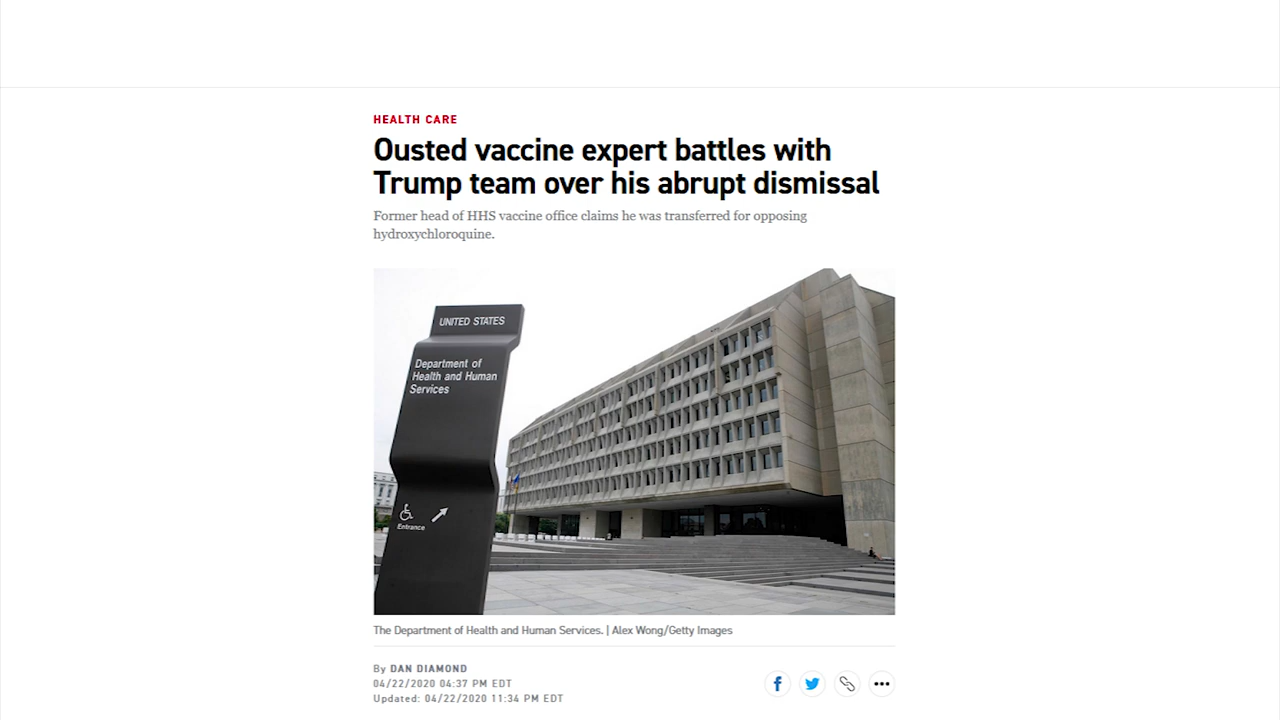 HEALTH CARE
Ousted vaccine expert battles with
Trump team over his abrupt dismissal
Former head of HHS vaccine office claims he was transferred for opposing
hydroxychloroquine.
UNITED STATES
Department of
Health and Human
Services
Entrance
The Department of Health and Human Services. | Alex Wong/Getty Images
By DAN DIAMOND
04/22/2020 04:37 PM EDT
Updated: 04/22/2020 11:34 PM EDT